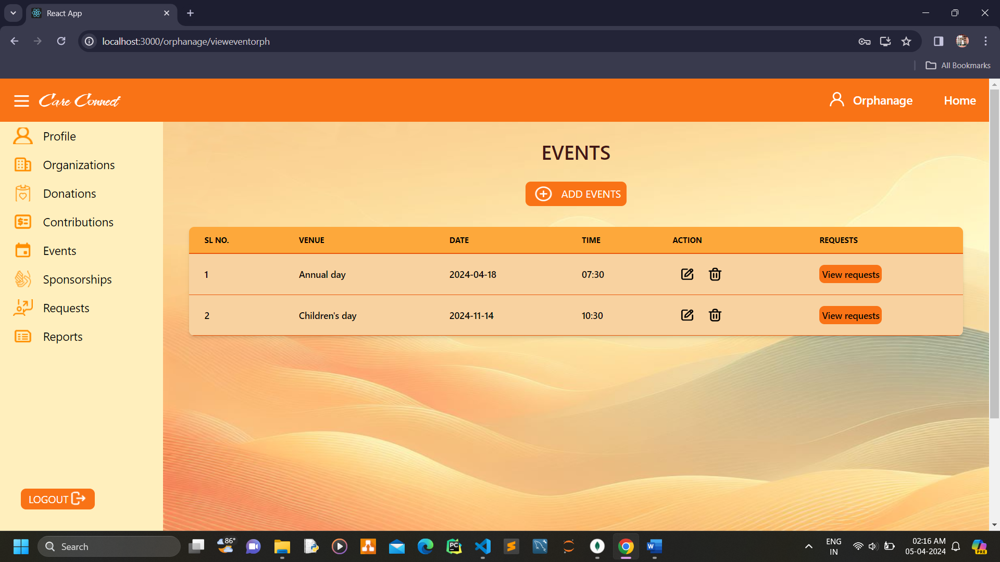 React App
localhost:3000/orphanage/vieweventorph
All Bookmarks
Care Connect
Orphanage
Home
Profile
Organizations
Donations
Contributions
Events
Sponsorships
Requests
Reports
LOGOUT
EVENTS
ADD EVENTS
SL NO. VENUE DATE TIME ACTION REQUESTS
1 Annual day 2024-04-18 07:30 View requests
2 Children's day 2024-11-14 10:30 View requests
Search
86°
PC
W
ENG
IN
02:16 AM
05-04-2024
PRE